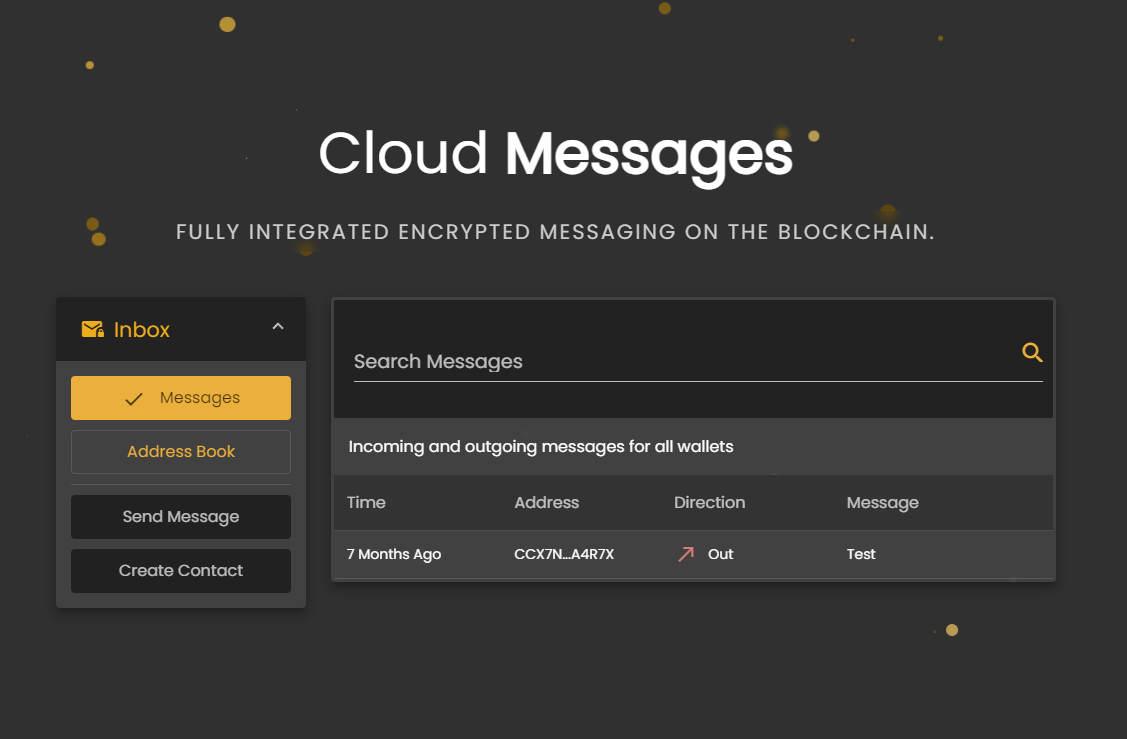 Cloud Messages
FULLY INTEGRATED ENCRYPTED MESSAGING ON THE BLOCKCHAIN.
Inbox
Messages
Address Book
Send Message
Create Contact
Search Messages
Incoming and outgoing messages for all wallets
Time Address Direction Message
7 Months Ago CCX7N...A4R7X Out Test